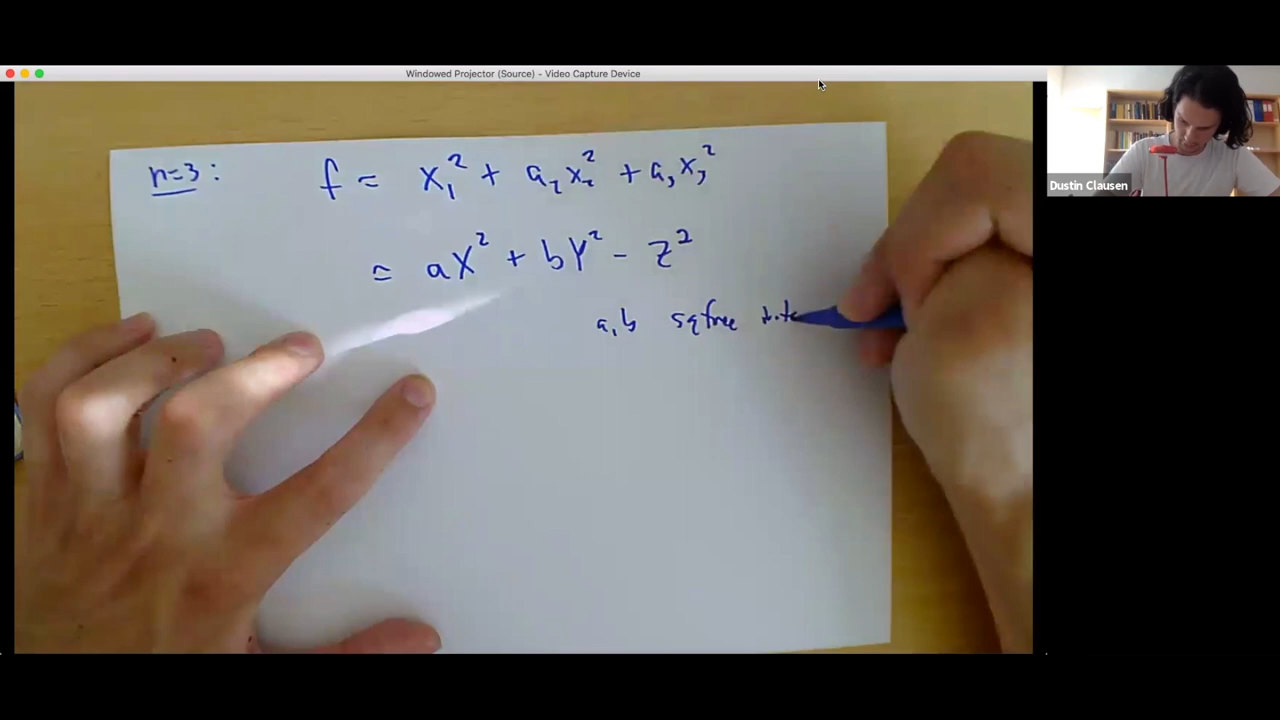 Windowed Projector (Source) - Video Capture Device
n=3: f = x₁² + a₂x₂² + a₃x₃²
≃ aX² + bY² - Z²
a, b sqfree
Dustin Clausen